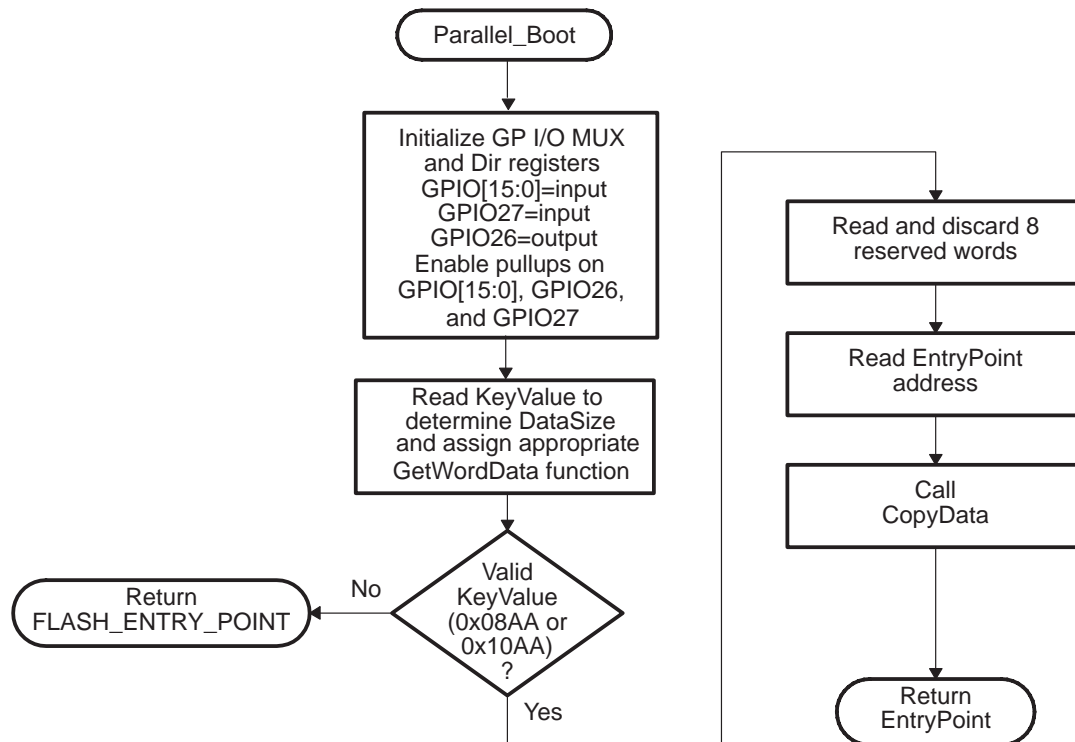 Parallel_Boot
Initialize GP I/O MUX
and Dir registers
GPIO[15:0]=input
GPIO27=input
GPIO26=output
Enable pullups on
GPIO[15:0], GPIO26,
and GPIO27
Read KeyValue to
determine DataSize
and assign appropriate
GetWordData function
Valid
KeyValue
(0x08AA or
0x10AA)
?
No
Return
FLASH_ENTRY_POINT
Yes
Read and discard 8
reserved words
Read EntryPoint
address
Call
CopyData
Return
EntryPoint